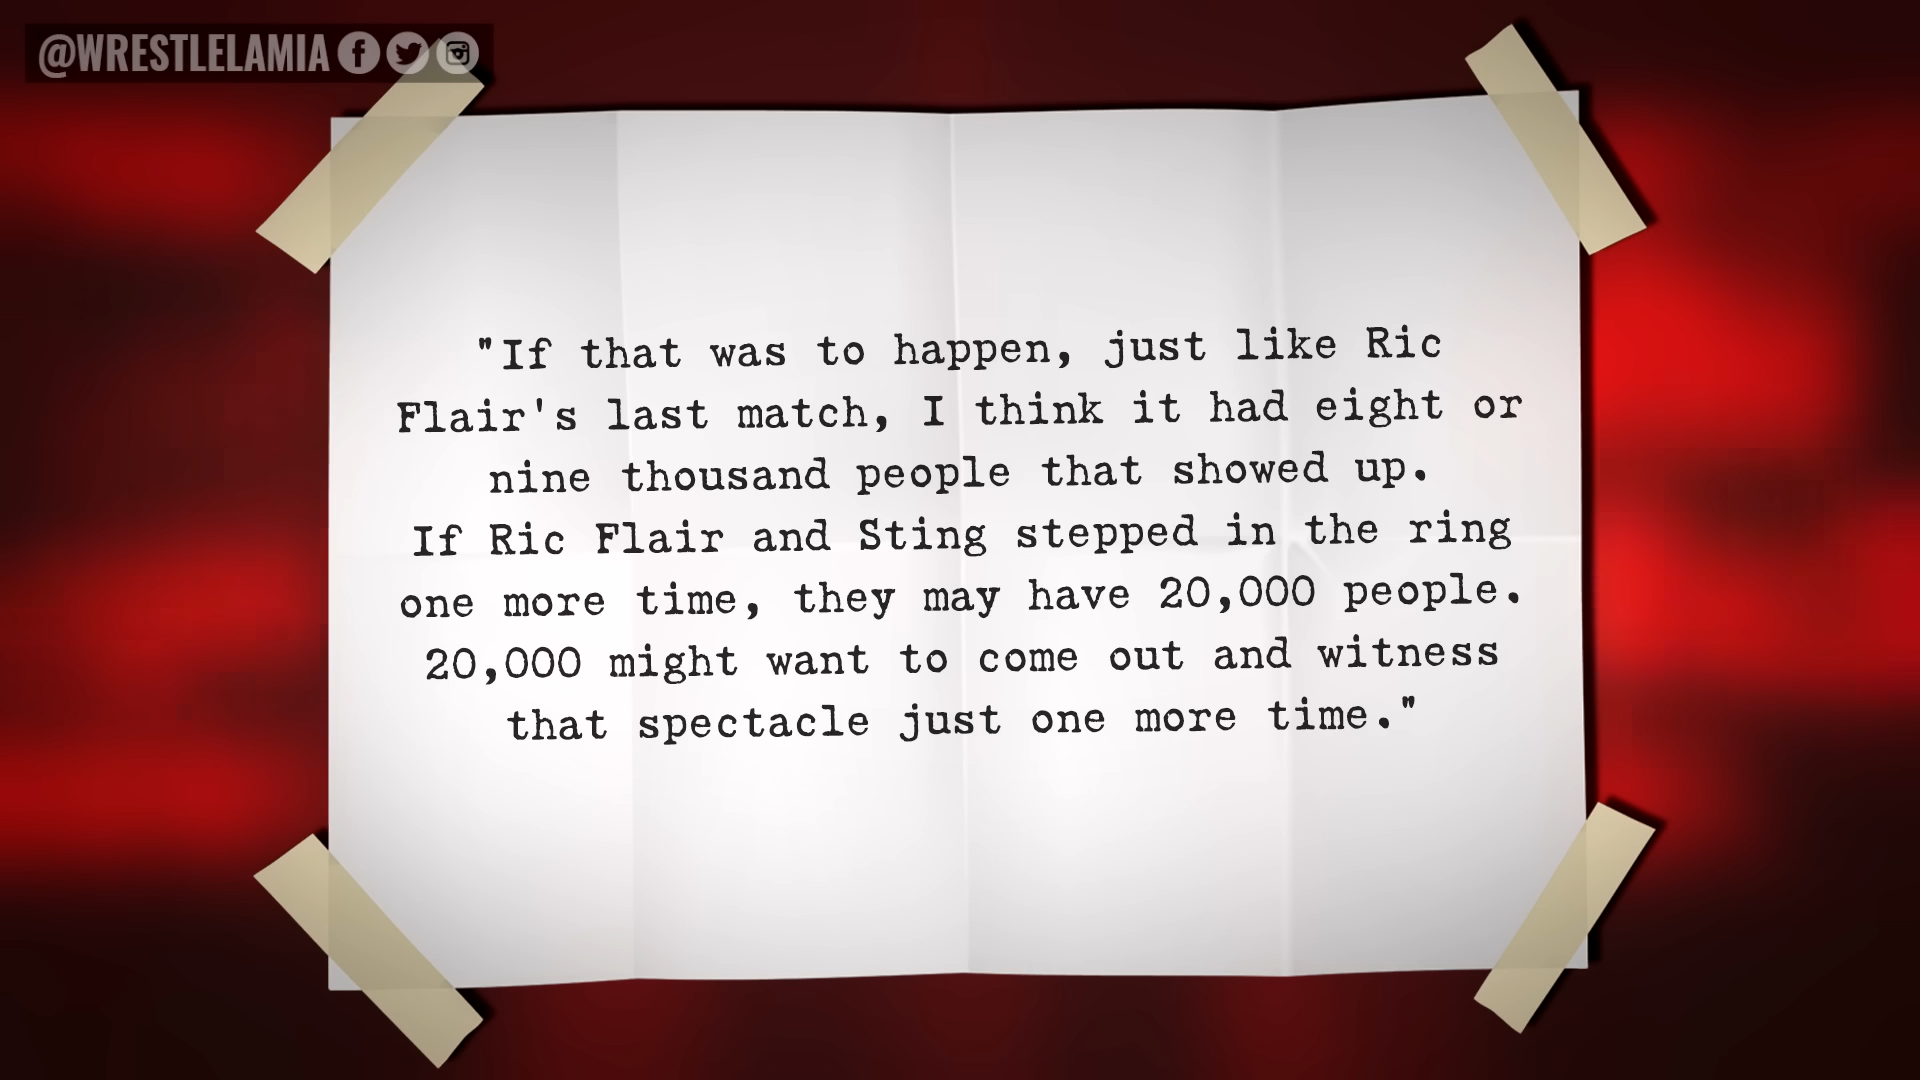 @WRESTLELAMIA
"If that was to happen, just like Ric
Flair's last match, I think it had eight or
nine thousand people that showed up.
If Ric Flair and Sting stepped in the ring
one more time, they may have 20,000 people.
20,000 might want to come out and witness
that spectacle just one more time."